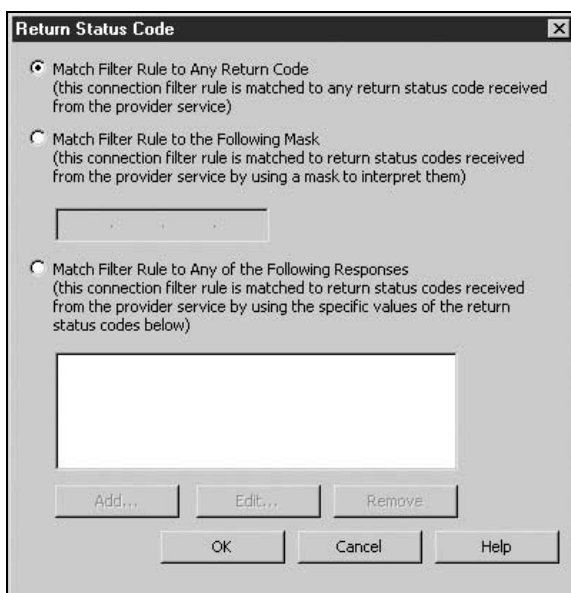 Return Status Code
Match Filter Rule to Any Return Code
(this connection filter rule is matched to any return status code received
from the provider service)
Match Filter Rule to the Following Mask
(this connection filter rule is matched to return status codes received
from the provider service by using a mask to interpret them)
. . .
Match Filter Rule to Any of the Following Responses
(this connection filter rule is matched to return status codes received
from the provider service by using the specific values of the return
status codes below)
Add... Edit... Remove
OK Cancel Help